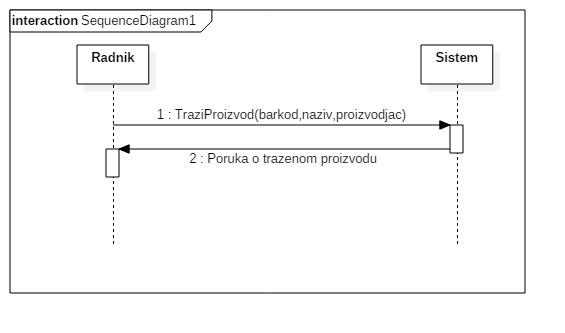 interaction SequenceDiagram1
Radnik
Sistem
1 : TraziProizvod(barkod,naziv,proizvodjac)
2 : Poruka o trazenom proizvodu